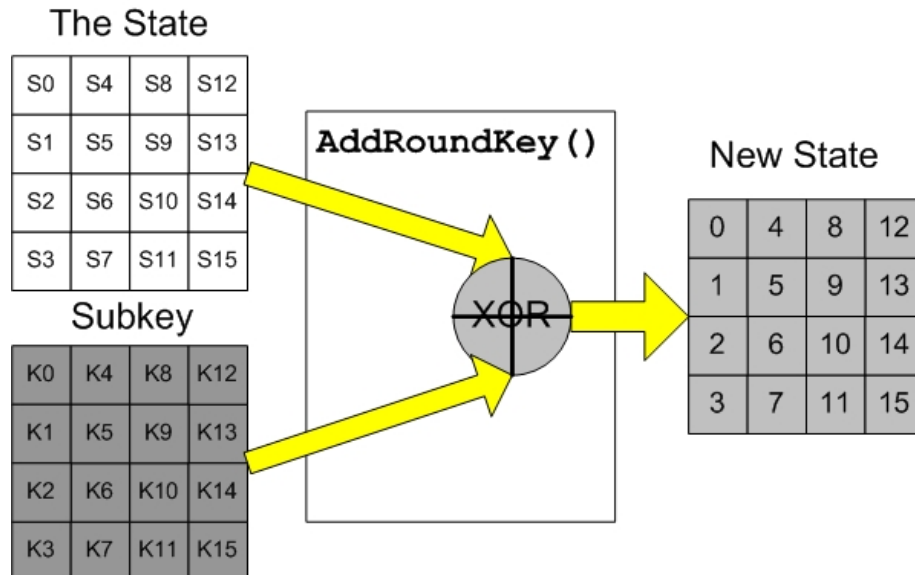 The State
S0 S4 S8 S12
S1 S5 S9 S13
S2 S6 S10 S14
S3 S7 S11 S15
Subkey
K0 K4 K8 K12
K1 K5 K9 K13
K2 K6 K10 K14
K3 K7 K11 K15
AddRoundKey()
XOR
New State
0 4 8 12
1 5 9 13
2 6 10 14
3 7 11 15